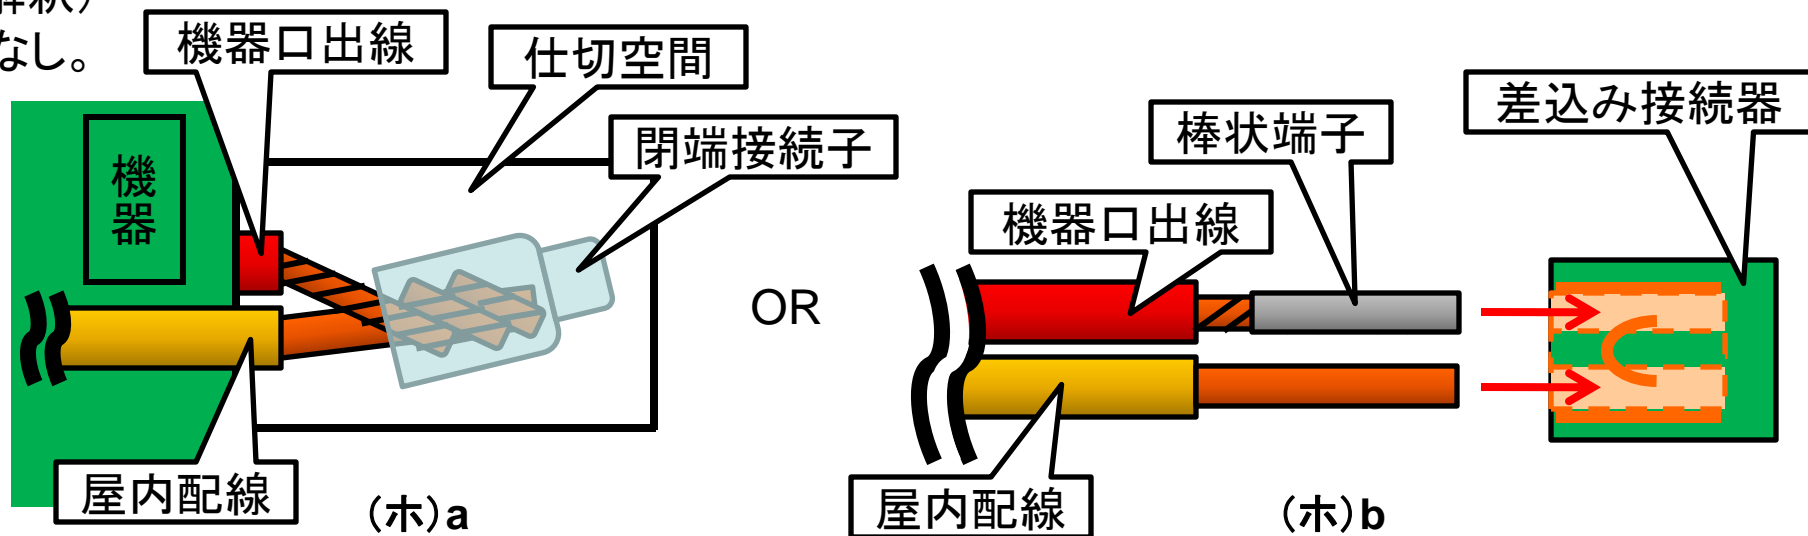 なし。
機器口出線
仕切空間
閉端接続子
機器
屋内配線
(ホ)a
OR
棒状端子
差込み接続器
機器口出線
屋内配線
(ホ)b